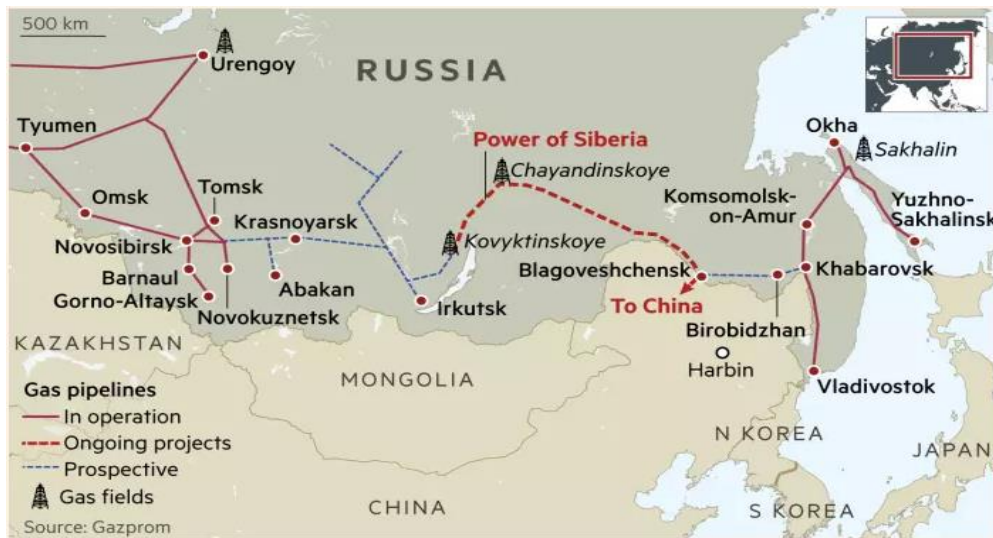 500 km
Urengoy
RUSSIA
Tyumen
Okha
Sakhalin
Power of Siberia
Chayandinskoye
Omsk
Tomsk
Komsomolsk-
on-Amur
Yuzhno-
Sakhalinsk
Krasnoyarsk
Novosibirsk
Kovyktinskoye
Barnaul
Blagoveshchensk
Khabarovsk
Gorno-Altaysk
Abakan
Irkutsk
To China
Novokuznetsk
Birobidzhan
KAZAKHSTAN
Harbin
MONGOLIA
Vladivostok
Gas pipelines
In operation
Ongoing projects
Prospective
Gas fields
N KOREA
JAPAN
CHINA
S KOREA
Source: Gazprom